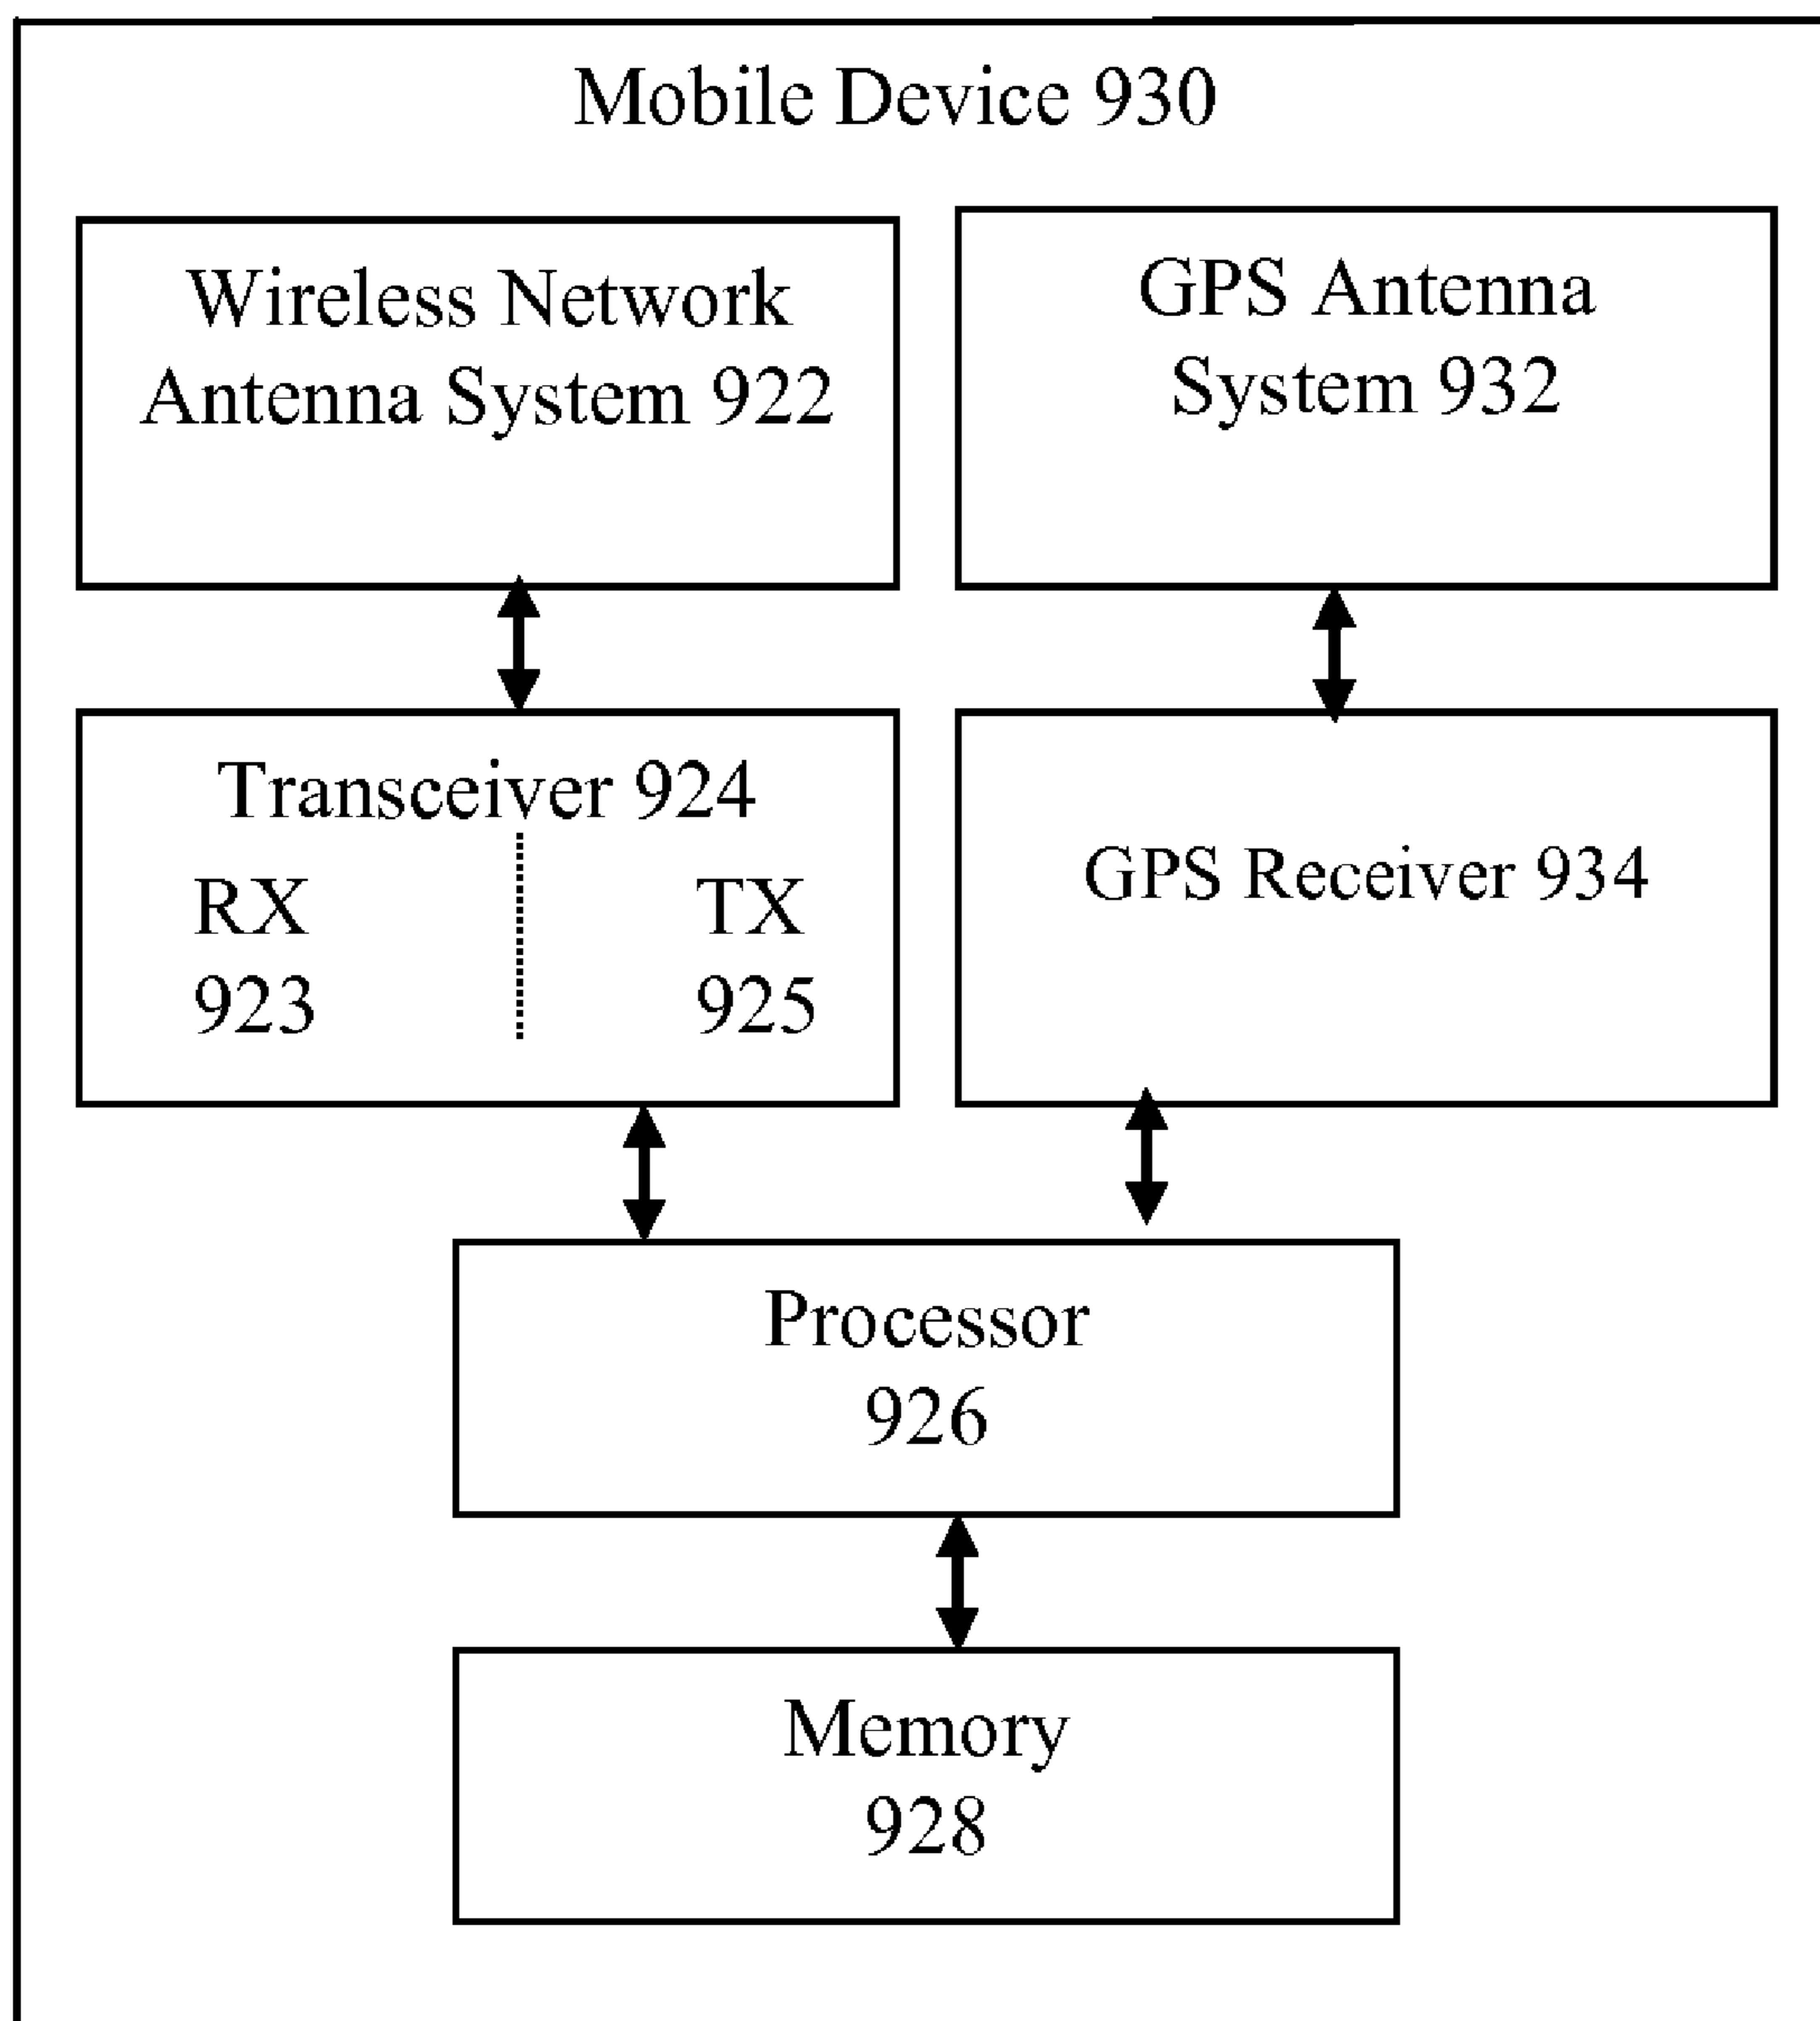 Mobile Device 930
Wireless Network
Antenna System 922
GPS Antenna
System 932
Transceiver 924
RX
923
TX
925
GPS Receiver 934
Processor
926
Memory
928